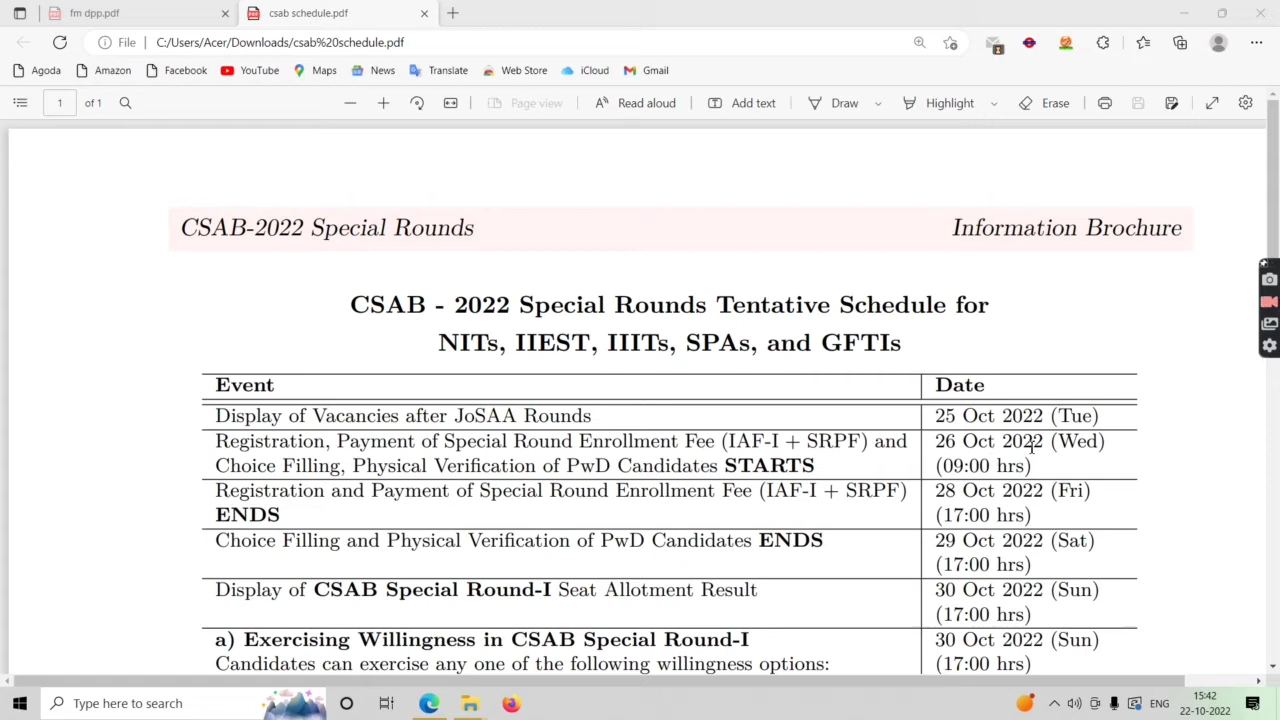 fm dpp.pdf
csab schedule.pdf
File C:/Users/Acer/Downloads/csab%20schedule.pdf
Agoda Amazon Facebook YouTube Maps News Translate Web Store iCloud Gmail
1 of 1 Page view Read aloud Add text Draw Highlight Erase
CSAB-2022 Special Rounds Information Brochure
CSAB - 2022 Special Rounds Tentative Schedule for
NITs, IIEST, IIITs, SPAs, and GFTIs
Event Date
Display of Vacancies after JoSAA Rounds 25 Oct 2022 (Tue)
Registration, Payment of Special Round Enrollment Fee (IAF-I + SRPF) and 26 Oct 2022 (Wed)
Choice Filling, Physical Verification of PwD Candidates STARTS (09:00 hrs)
Registration and Payment of Special Round Enrollment Fee (IAF-I + SRPF) 28 Oct 2022 (Fri)
ENDS (17:00 hrs)
Choice Filling and Physical Verification of PwD Candidates ENDS 29 Oct 2022 (Sat)
(17:00 hrs)
Display of CSAB Special Round-I Seat Allotment Result 30 Oct 2022 (Sun)
(17:00 hrs)
a) Exercising Willingness in CSAB Special Round-I 30 Oct 2022 (Sun)
Candidates can exercise any one of the following willingness options: (17:00 hrs)
Type here to search ENG 15:42
22-10-2022